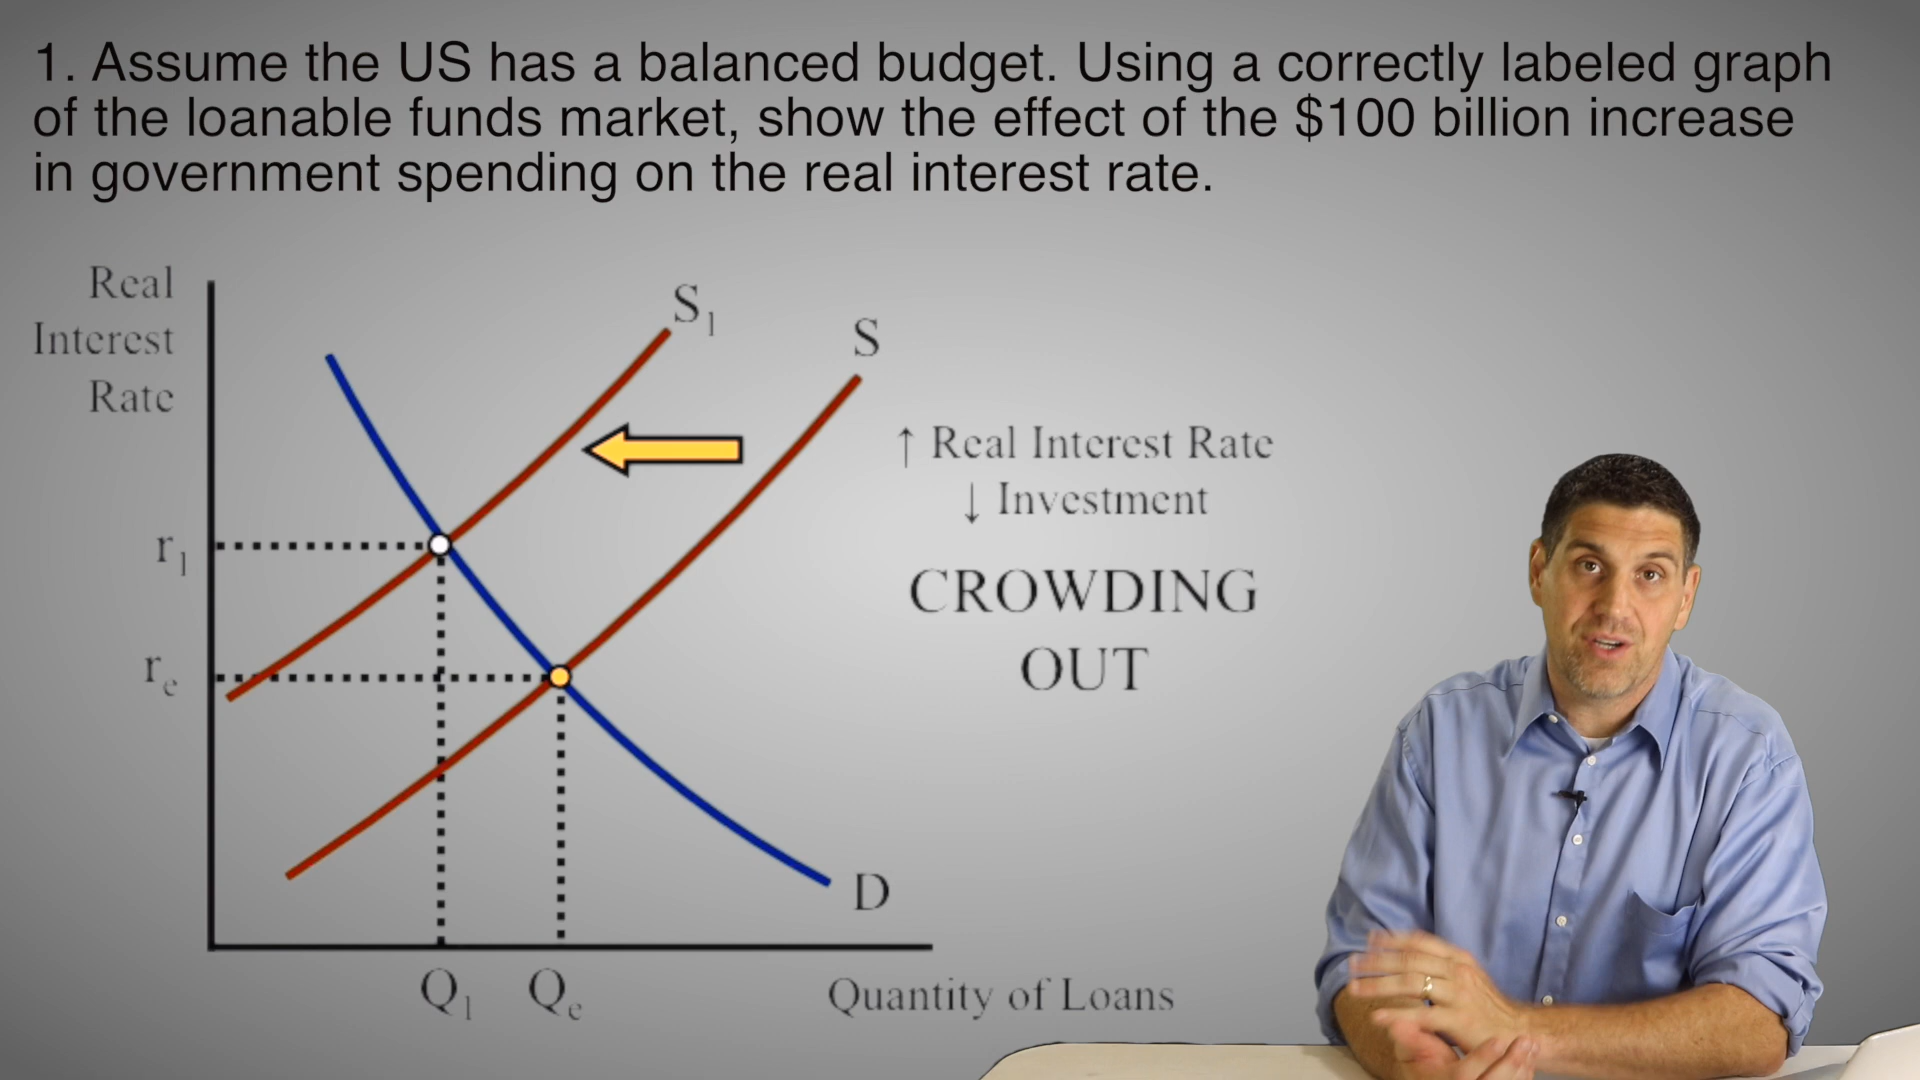 1. Assume the US has a balanced budget. Using a correctly labeled graph
of the loanable funds market, show the effect of the $100 billion increase
in government spending on the real interest rate.
Real
Interest
Rate
S₁
S
↑ Real Interest Rate
↓ Investment
CROWDING
OUT
r₁
rₑ
D
Q₁
Qₑ
Quantity of Loans